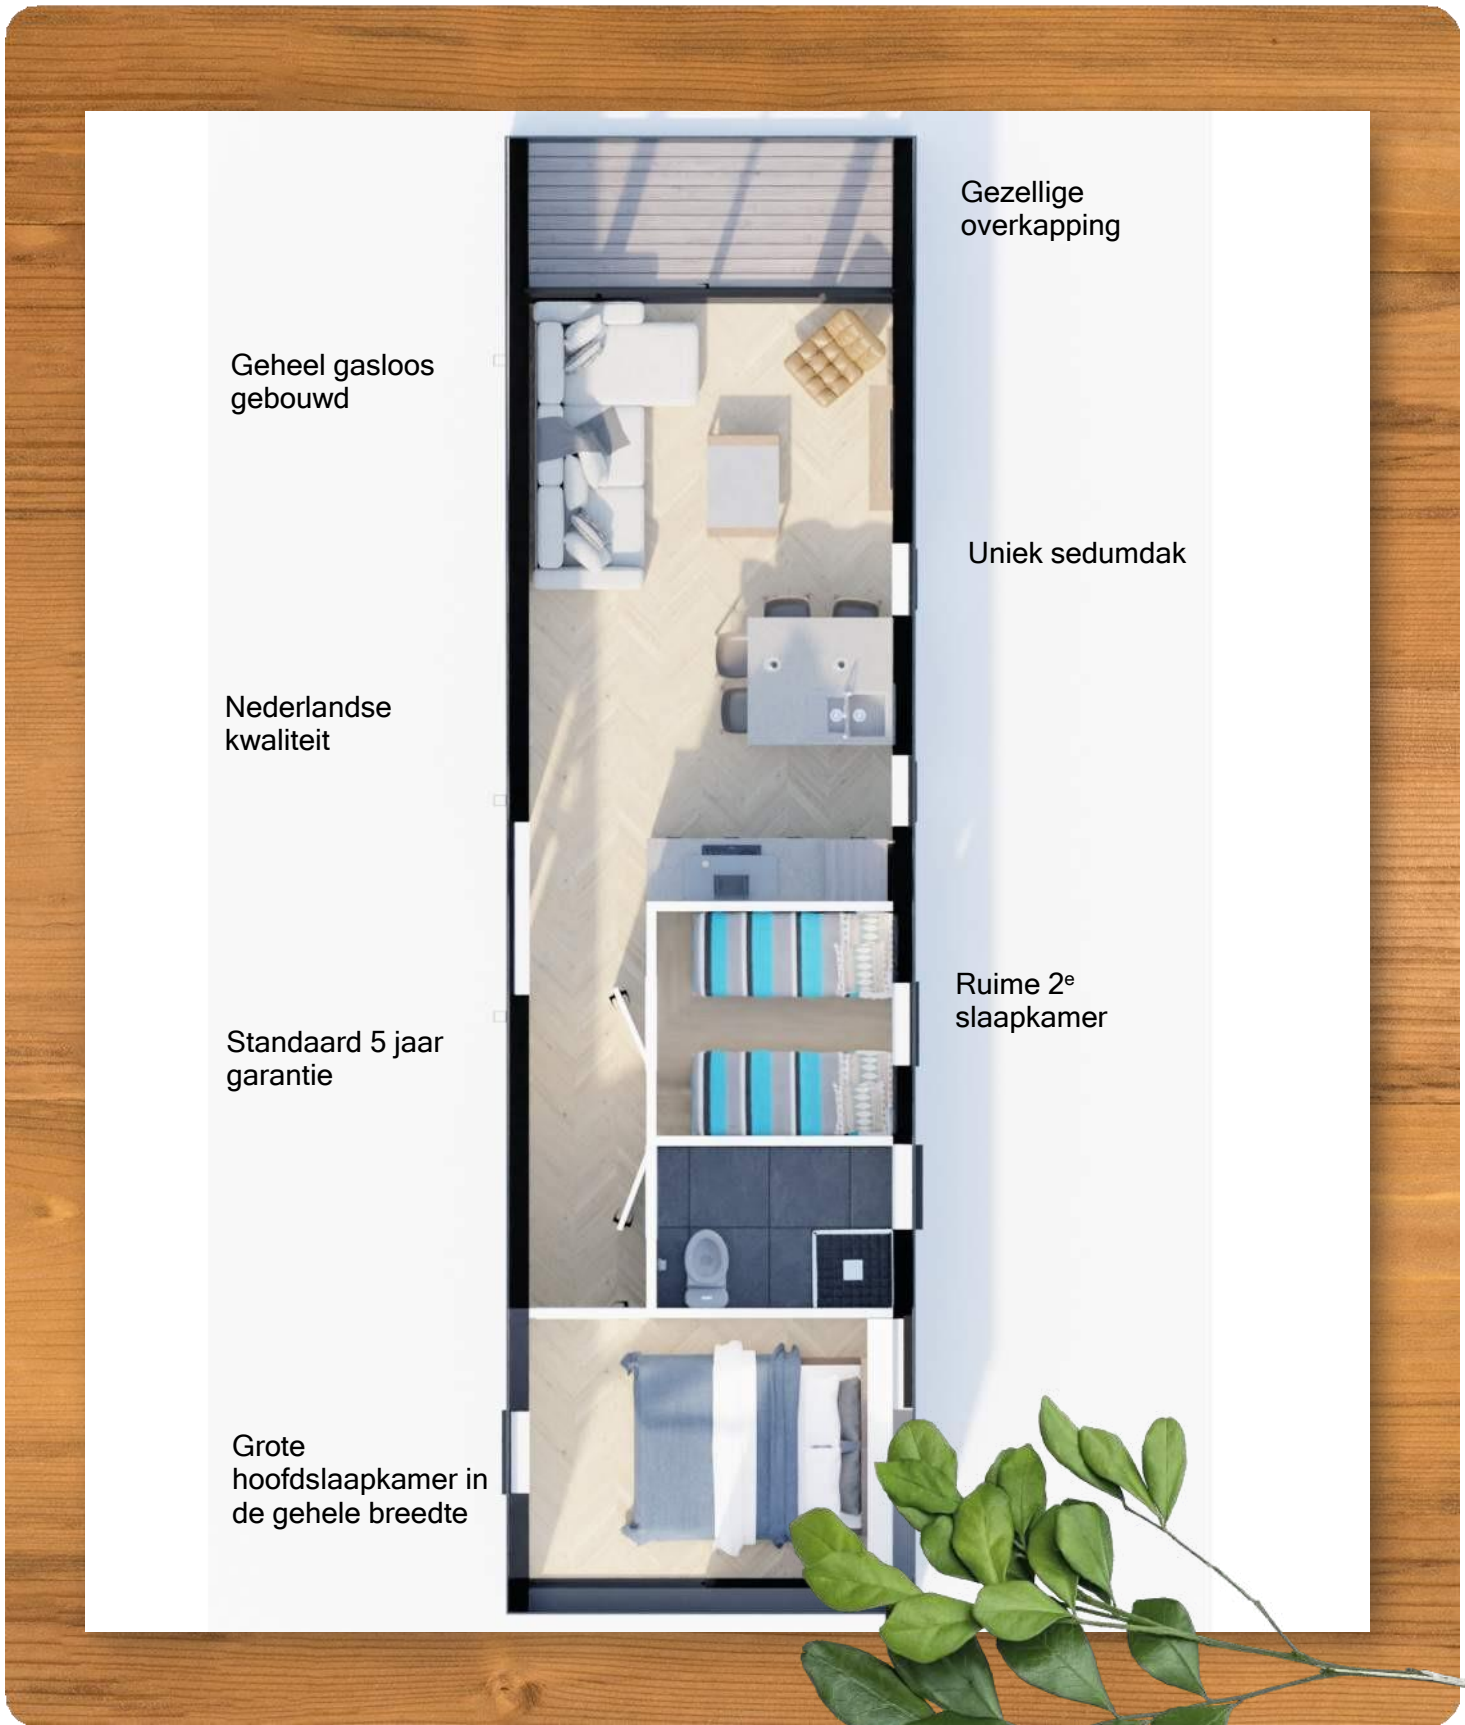 Gezellige
overkapping
Geheel gasloos
gebouwd
Uniek sedumdak
Nederlandse
kwaliteit
Ruime 2ᵉ
slaapkamer
Standaard 5 jaar
garantie
Grote
hoofdslaapkamer in
de gehele breedte